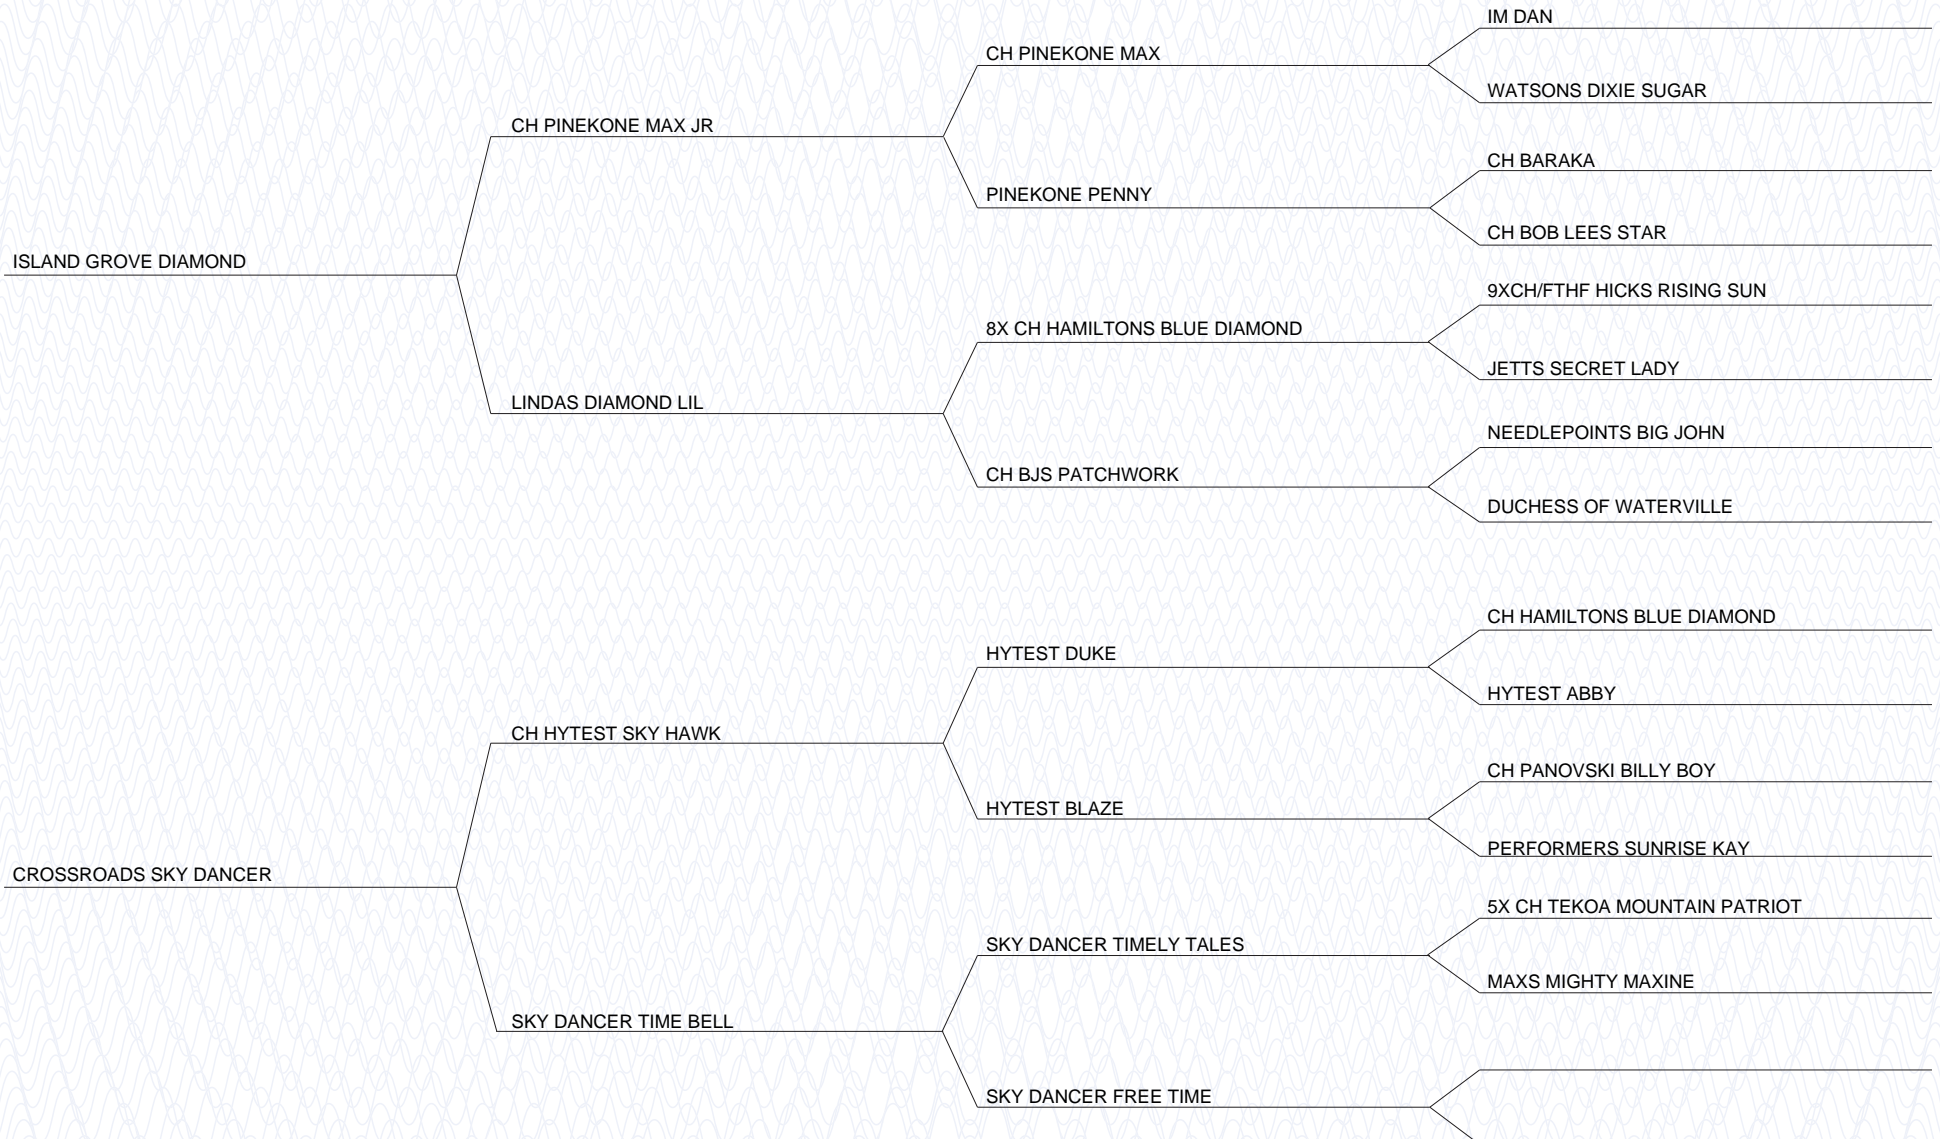 IM DAN
CH PINEKONE MAX
WATSONS DIXIE SUGAR
CH PINEKONE MAX JR
CH BARAKA
PINEKONE PENNY
CH BOB LEES STAR
ISLAND GROVE DIAMOND
9XCH/FTHF HICKS RISING SUN
8X CH HAMILTONS BLUE DIAMOND
JETTS SECRET LADY
LINDAS DIAMOND LIL
NEEDLEPOINTS BIG JOHN
CH BJS PATCHWORK
DUCHESS OF WATERVILLE
CH HAMILTONS BLUE DIAMOND
HYTEST DUKE
HYTEST ABBY
CH HYTEST SKY HAWK
CH PANOVSKI BILLY BOY
HYTEST BLAZE
PERFORMERS SUNRISE KAY
CROSSROADS SKY DANCER
5X CH TEKOA MOUNTAIN PATRIOT
SKY DANCER TIMELY TALES
MAXS MIGHTY MAXINE
SKY DANCER TIME BELL
SKY DANCER FREE TIME